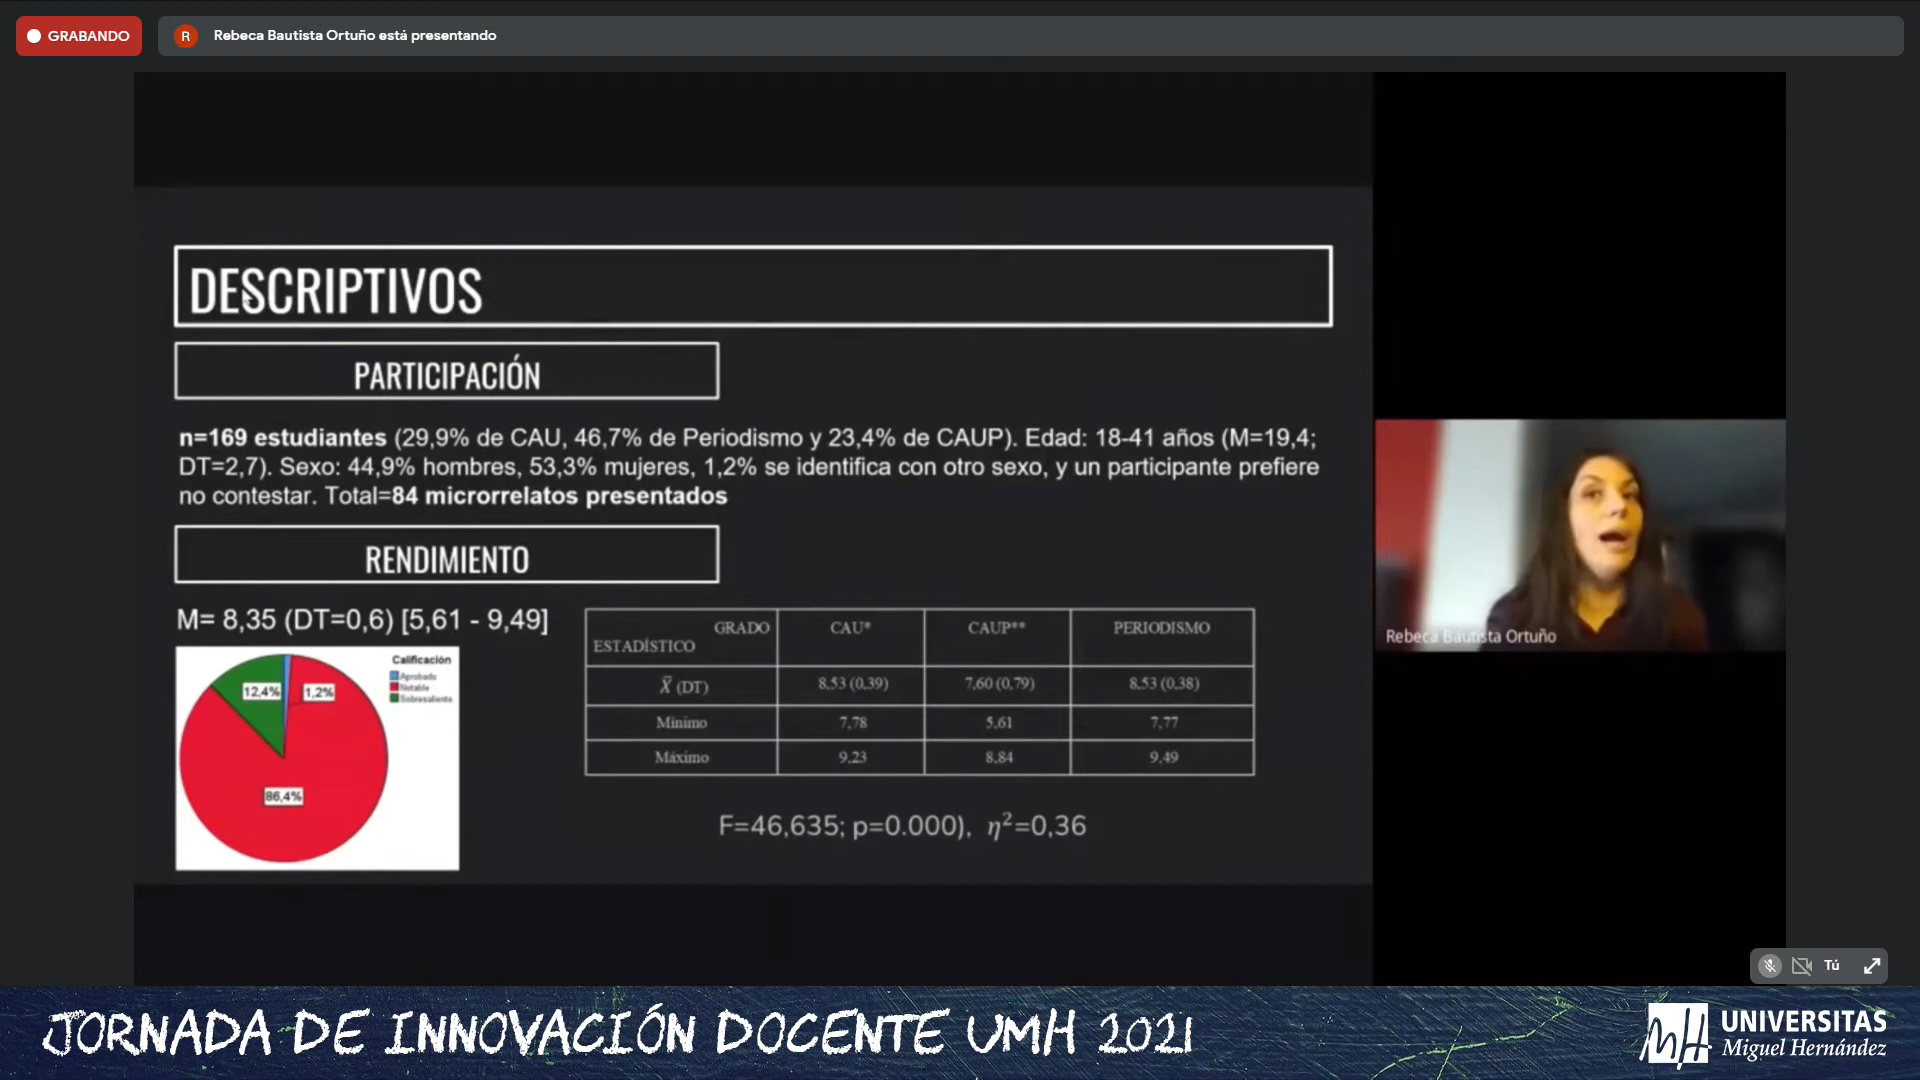 GRABANDO
R
Rebeca Bautista Ortuño está presentando
DESCRIPTIVOS
PARTICIPACIÓN
n=169 estudiantes (29,9% de CAU, 46,7% de Periodismo y 23,4% de CAUP). Edad: 18-41 años (M=19,4;
DT=2,7). Sexo: 44,9% hombres, 53,3% mujeres, 1,2% se identifica con otro sexo, y un participante prefiere
no contestar. Total=84 microrrelatos presentados
RENDIMIENTO
M= 8,35 (DT=0,6) [5,61 - 9,49]
Calificación
Aprobado
Notable
Sobresaliente
12,4%
1,2%
86,4%
GRADO
ESTADÍSTICO
CAU* CAUP** PERIODISMO
X̄ (DT) 8,53 (0,39) 7,60 (0,79) 8,53 (0,38)
Mínimo 7,78 5,61 7,77
Máximo 9,23 8,84 9,49
F=46,635; p=0.000), η²=0,36
Rebeca Bautista Ortuño
Tú
JORNADA DE INNOVACIÓN DOCENTE UMH 2021
UMH
UNIVERSITAS
Miguel Hernández